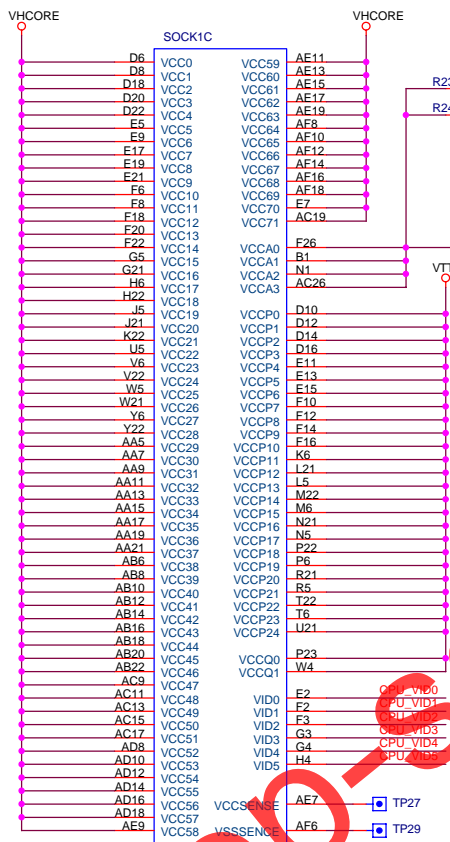 VHCORE VHCORE
SOCK1C
D6 VCC0 VCC59 AE11
D8 VCC1 VCC60 AE13
D18 VCC2 VCC61 AE15 R23
D20 VCC3 VCC62 AE17
D22 VCC4 VCC63 AE19 R24
E5 VCC5 VCC64 AF8
E9 VCC6 VCC65 AF10
E17 VCC7 VCC66 AF12
E19 VCC8 VCC67 AF14
E21 VCC9 VCC68 AF16
F6 VCC10 VCC69 AF18
F8 VCC11 VCC70 E7
F18 VCC12 VCC71 AC19
F20 VCC13
F22 VCC14 VCCA0 F26
G5 VCC15 VCCA1 B1
G21 VCC16 VCCA2 N1 VTT
H6 VCC17 VCCA3 AC26
H22 VCC18
J5 VCC19 VCCP0 D10
J21 VCC20 VCCP1 D12
K22 VCC21 VCCP2 D14
U5 VCC22 VCCP3 D16
V6 VCC23 VCCP4 E11
V22 VCC24 VCCP5 E13
W5 VCC25 VCCP6 E15
W21 VCC26 VCCP7 F10
Y6 VCC27 VCCP8 F12
Y22 VCC28 VCCP9 F14
AA5 VCC29 VCCP10 F16
AA7 VCC30 VCCP11 K6
AA9 VCC31 VCCP12 L21
AA11 VCC32 VCCP13 L5
AA13 VCC33 VCCP14 M22
AA15 VCC34 VCCP15 M6
AA17 VCC35 VCCP16 N21
AA19 VCC36 VCCP17 N5
AA21 VCC37 VCCP18 P22
AB6 VCC38 VCCP19 P6
AB8 VCC39 VCCP20 R21
AB10 VCC40 VCCP21 R5
AB12 VCC41 VCCP22 T22
AB14 VCC42 VCCP23 T6
AB16 VCC43 VCCP24 U21
AB18 VCC44
AB20 VCC45 VCCQ0 P23
AB22 VCC46 VCCQ1 W4
AC9 VCC47
AC11 VCC48 VID0 E2 CPU_VID0
AC13 VCC49 VID1 F2 CPU_VID1
AC15 VCC50 VID2 F3 CPU_VID2
AC17 VCC51 VID3 G3 CPU_VID3
AD8 VCC52 VID4 G4 CPU_VID4
AD10 VCC53 VID5 H4 CPU_VID5
AD12 VCC54
AD14 VCC55
AD16 VCC56 VCCSENSE AE7 TP27
AD18 VCC57
AE9 VCC58 VSSSENCE AF6 TP29